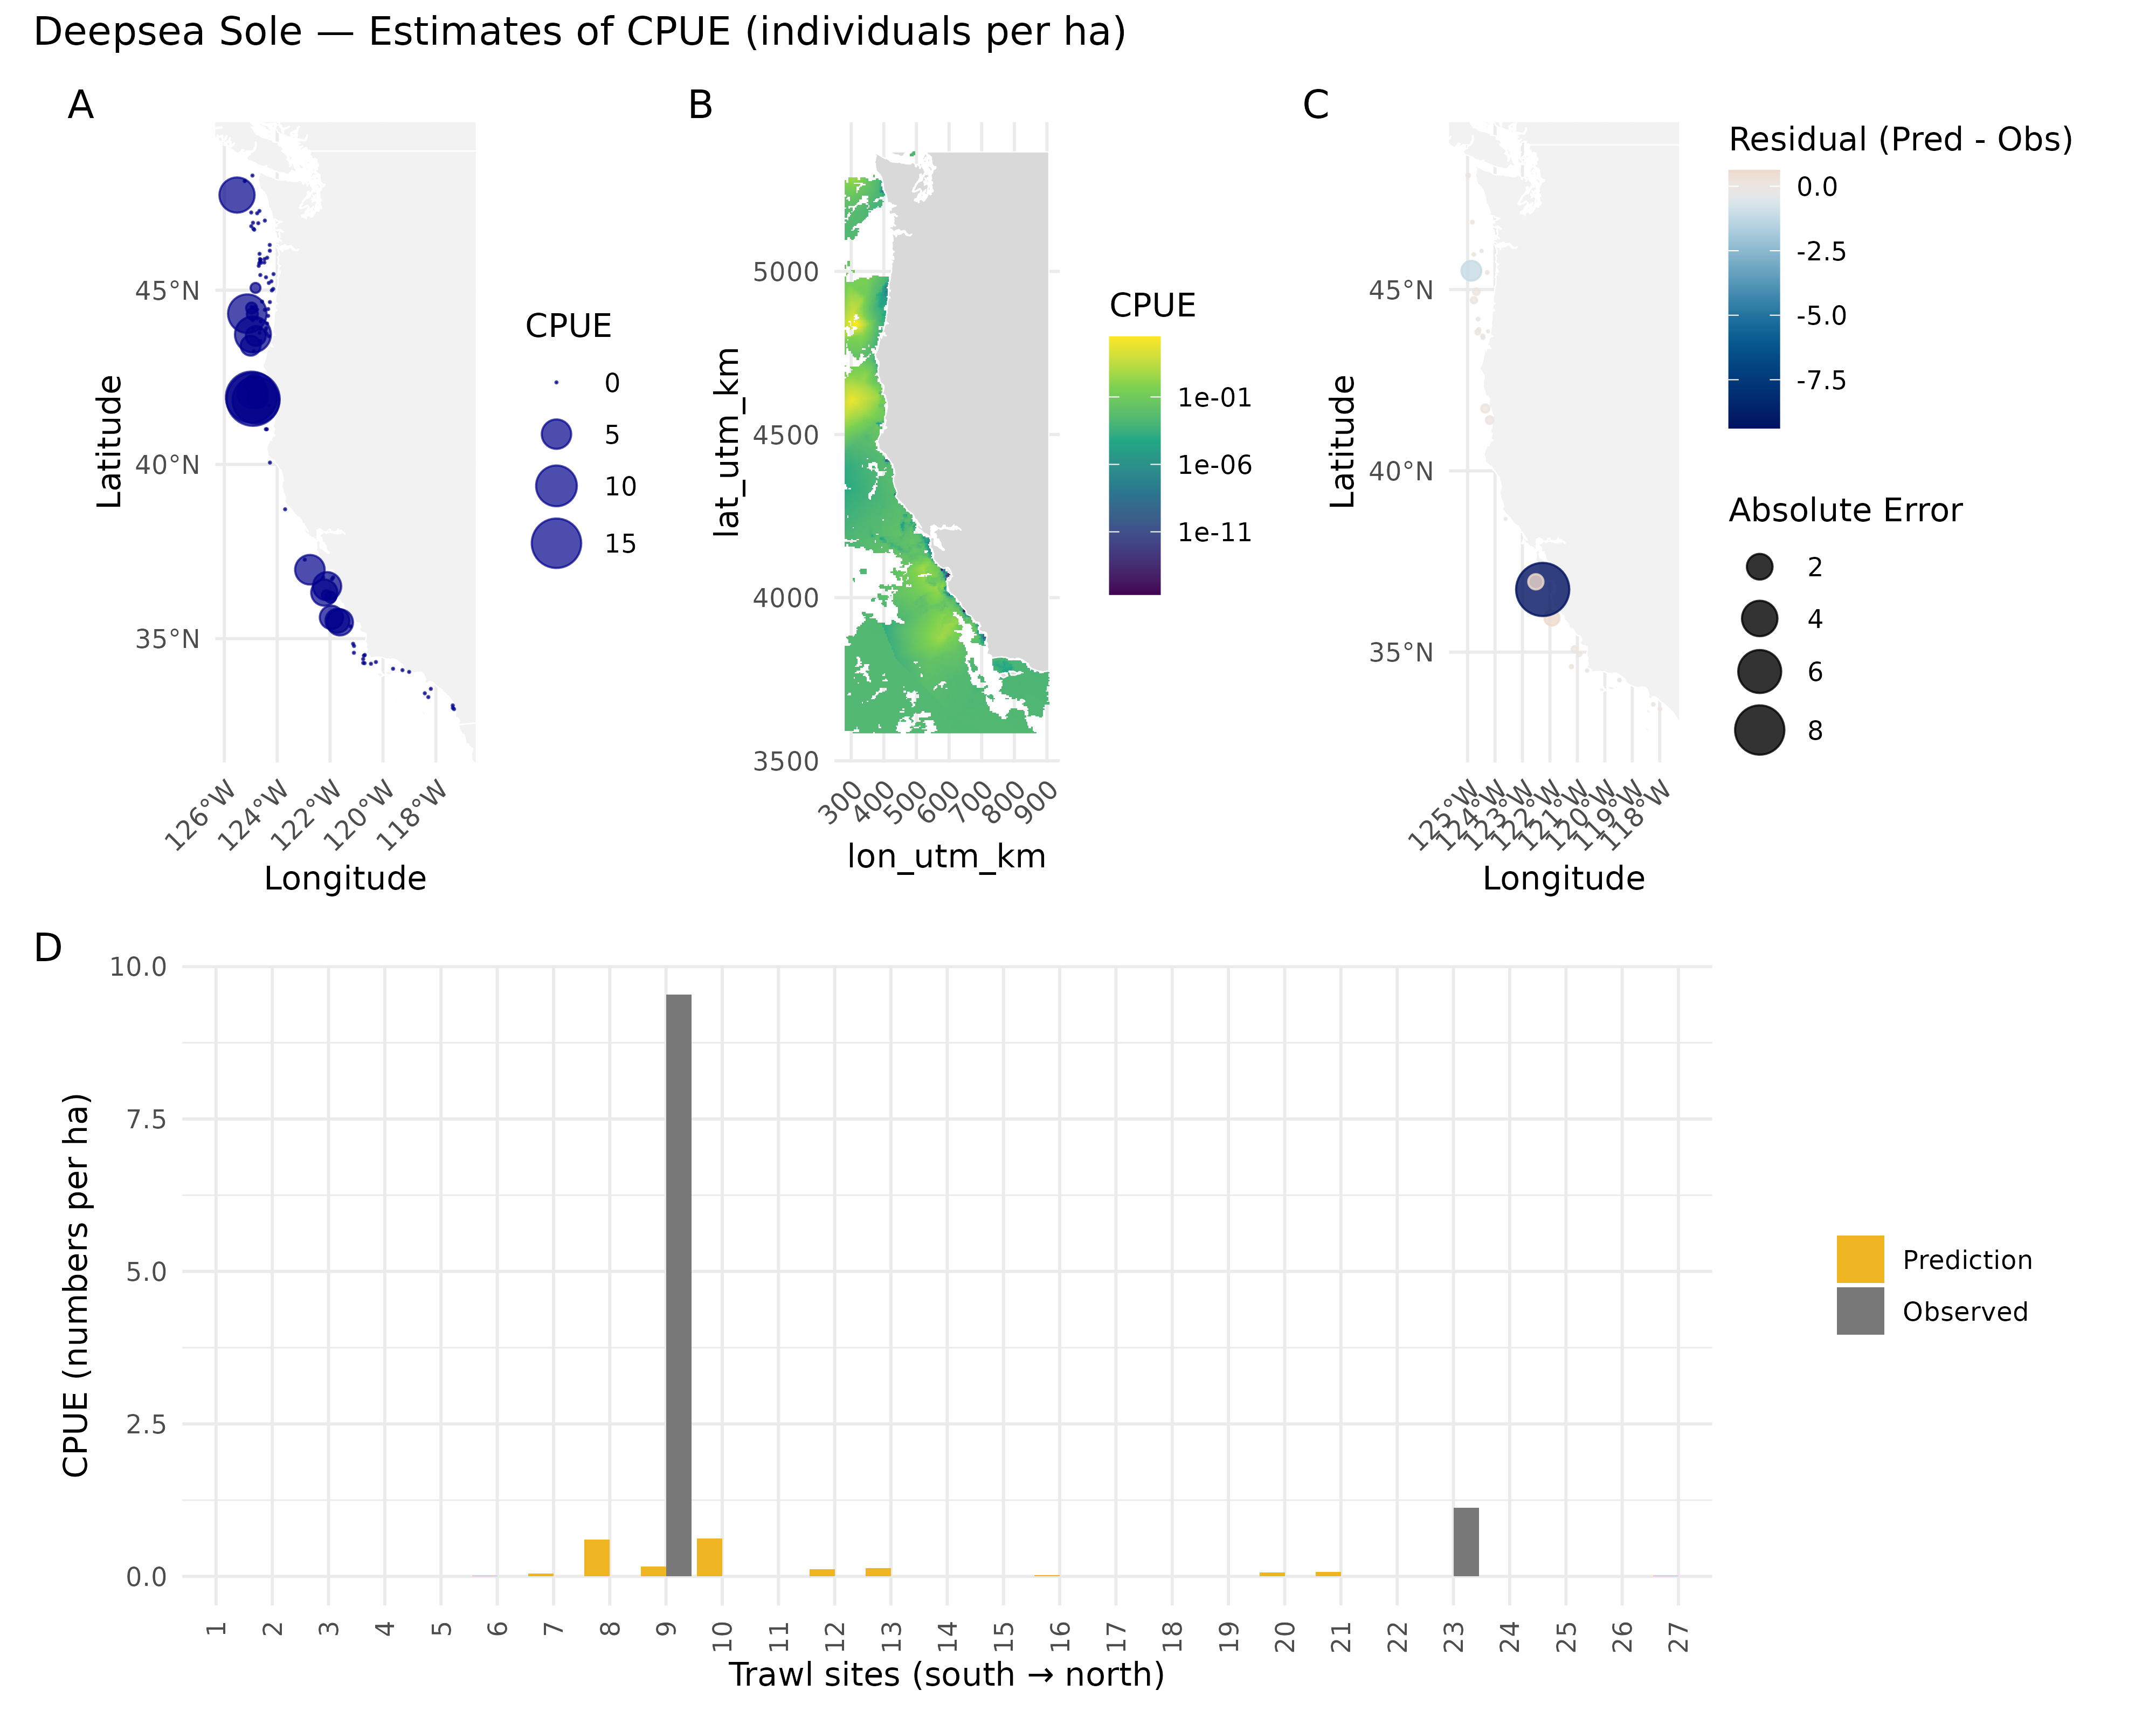 Deepsea Sole — Estimates of CPUE (individuals per ha)
A
Latitude
45°N
40°N
35°N
126°W
124°W
122°W
120°W
118°W
Longitude
CPUE
0
5
10
15
B
lat_utm_km
5000
4500
4000
3500
300
400
500
600
700
800
900
lon_utm_km
CPUE
1e-01
1e-06
1e-11
C
Latitude
45°N
40°N
35°N
125°W
124°W
123°W
122°W
121°W
120°W
119°W
118°W
Longitude
Residual (Pred - Obs)
0.0
-2.5
-5.0
-7.5
Absolute Error
2
4
6
8
D
CPUE (numbers per ha)
10.0
7.5
5.0
2.5
0.0
1
2
3
4
5
6
7
8
9
10
11
12
13
14
15
16
17
18
19
20
21
22
23
24
25
26
27
Trawl sites (south → north)
Prediction
Observed